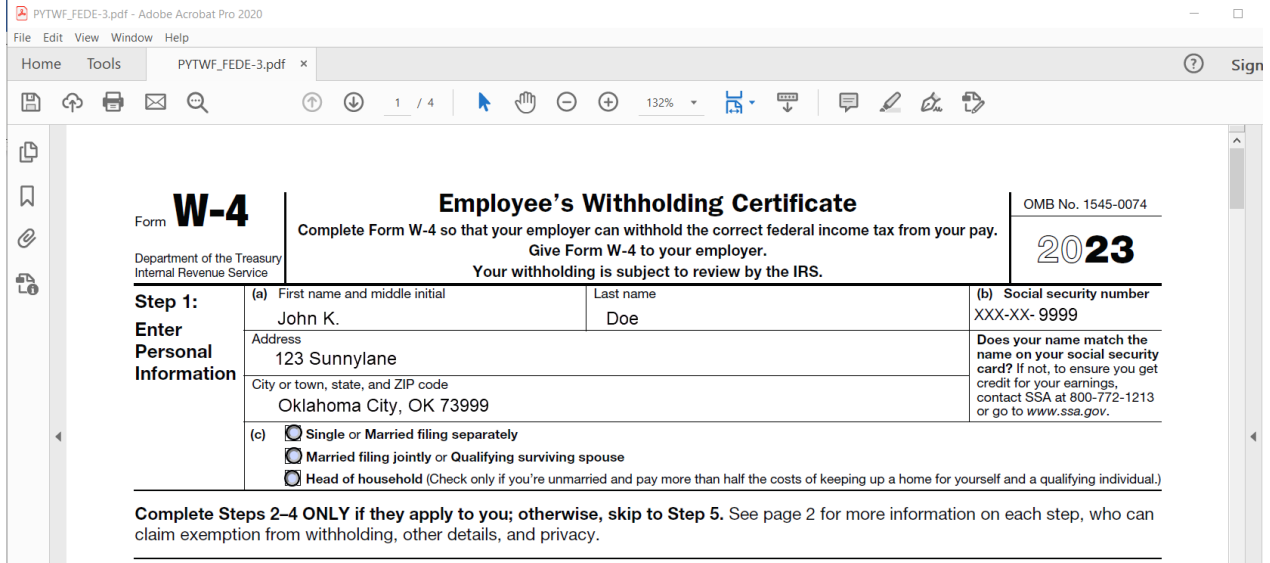 PYTWF_FEDE-3.pdf - Adobe Acrobat Pro 2020
File Edit View Window Help
Home Tools PYTWF_FEDE-3.pdf × ? Sign
1 / 4 132%
Form W-4
Department of the Treasury
Internal Revenue Service
Employee's Withholding Certificate
Complete Form W-4 so that your employer can withhold the correct federal income tax from your pay.
Give Form W-4 to your employer.
Your withholding is subject to review by the IRS.
OMB No. 1545-0074
2023
Step 1:
Enter
Personal
Information
(a) First name and middle initial
John K.
Last name
Doe
(b) Social security number
XXX-XX- 9999
Address
123 Sunnylane
City or town, state, and ZIP code
Oklahoma City, OK 73999
Does your name match the
name on your social security
card? If not, to ensure you get
credit for your earnings,
contact SSA at 800-772-1213
or go to www.ssa.gov.
(c) Single or Married filing separately
Married filing jointly or Qualifying surviving spouse
Head of household (Check only if you're unmarried and pay more than half the costs of keeping up a home for yourself and a qualifying individual.)
Complete Steps 2–4 ONLY if they apply to you; otherwise, skip to Step 5. See page 2 for more information on each step, who can
claim exemption from withholding, other details, and privacy.